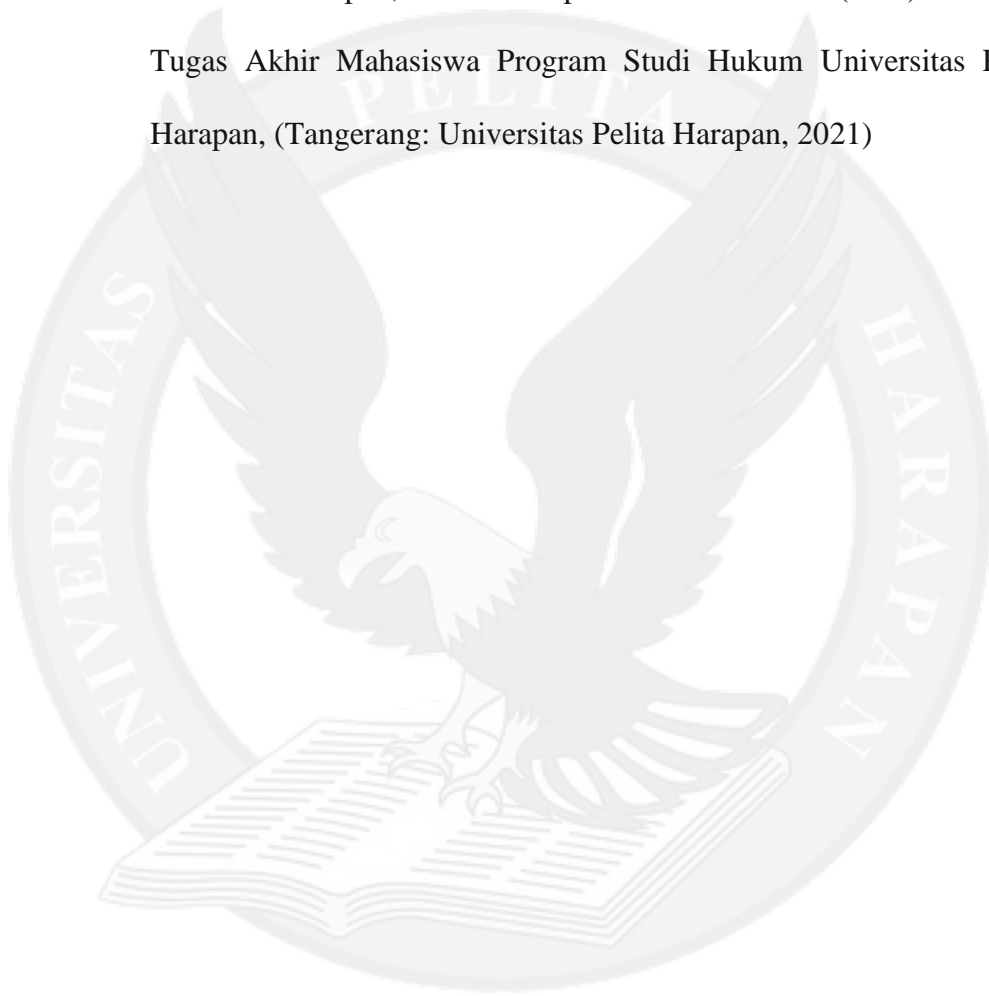 Tugas Akhir Mahasiswa Program Studi Hukum Universitas
Harapan, (Tangerang: Universitas Pelita Harapan, 2021)
UNIVERSITAS PELITA HARAPAN